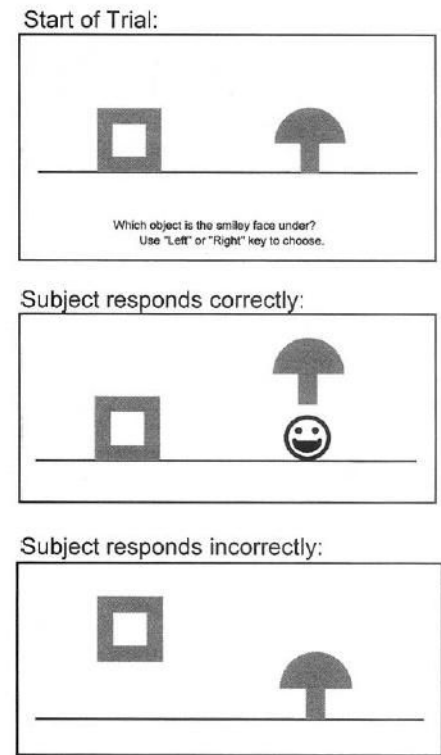 Start of Trial:
Which object is the smiley face under?
Use "Left" or "Right" key to choose.
Subject responds correctly:
Subject responds incorrectly: